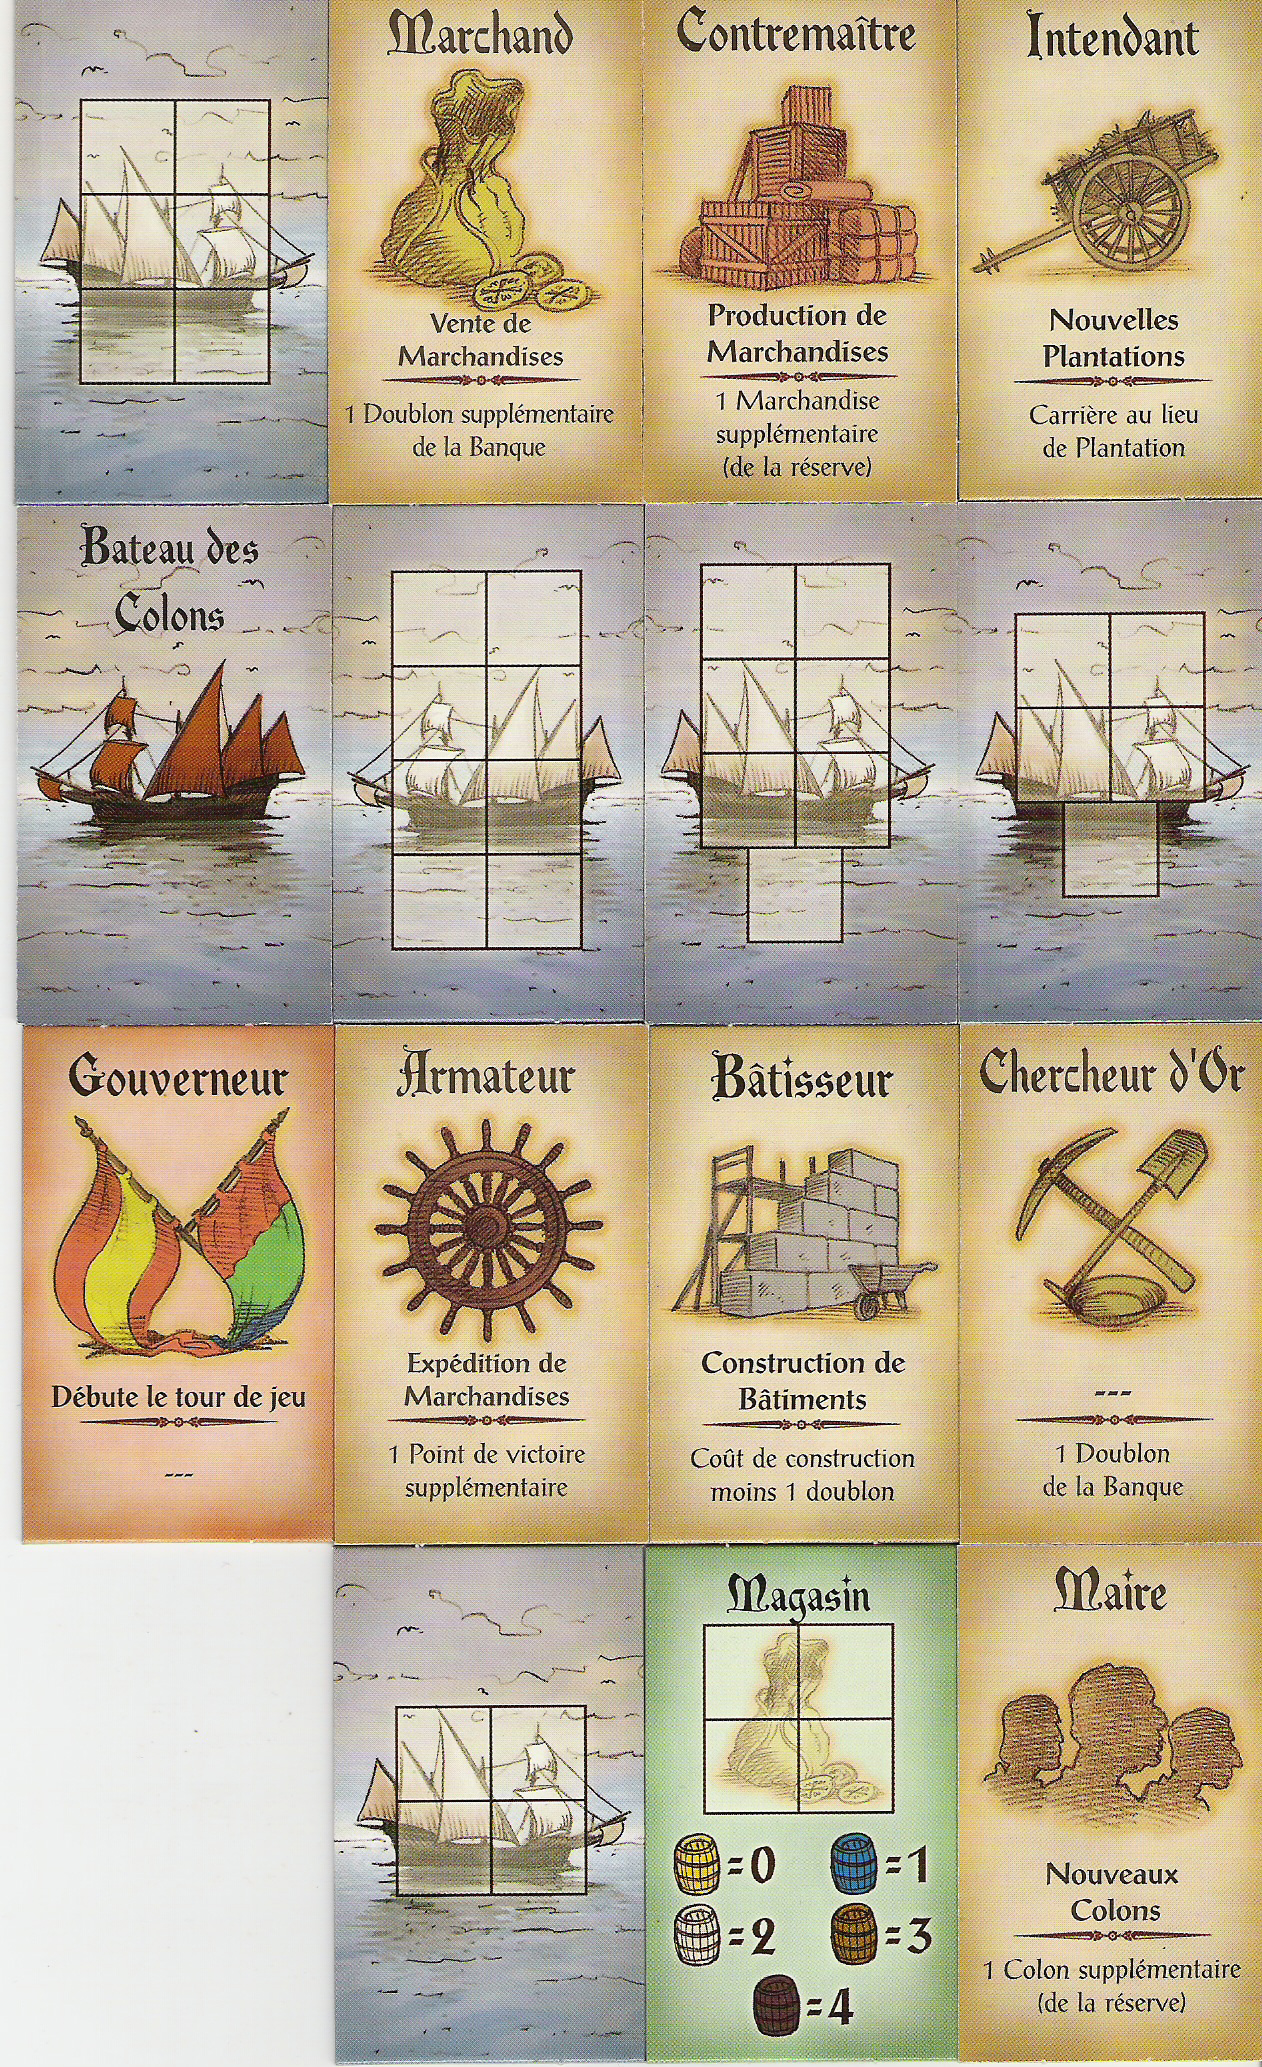 Marchand
Vente de
Marchandises
1 Doublon supplémentaire
de la Banque
Contremaître
Production de
Marchandises
1 Marchandise
supplémentaire
(de la réserve)
Intendant
Nouvelles
Plantations
Carrière au lieu
de Plantation
Bateau des
Colons
Gouverneur
Débute le tour de jeu
---
Armateur
Expédition de
Marchandises
1 Point de victoire
supplémentaire
Bâtisseur
Construction de
Bâtiments
Coût de construction
moins 1 doublon
Chercheur d'Or
---
1 Doublon
de la Banque
Magasin
=0 =1
=2 =3
=4
Maire
Nouveaux
Colons
1 Colon supplémentaire
(de la réserve)